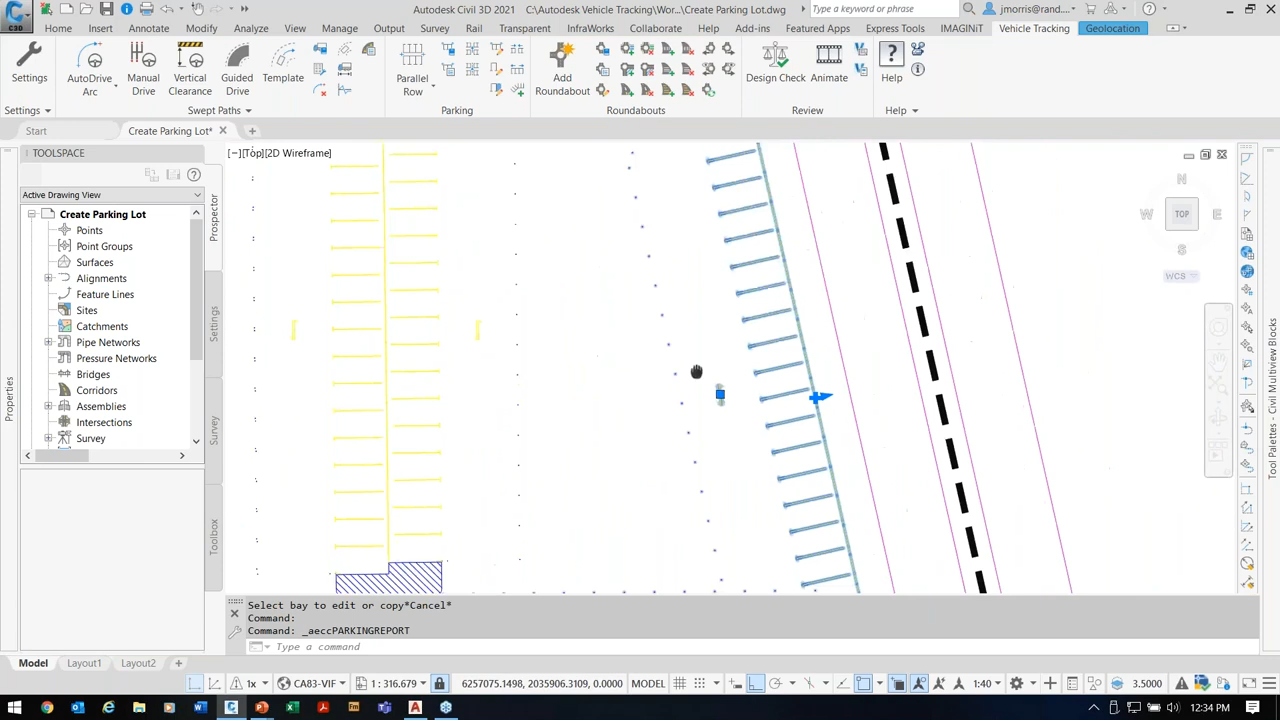 C3D
Autodesk Civil 3D 2021
C:\Autodesk Vehicle Tracking\Wor...\Create Parking Lot.dwg
Type a keyword or phrase
jmorris@rand...
Home Insert Annotate Modify Analyze View Manage Output Survey Rail Transparent InfraWorks Collaborate Help Add-ins Featured Apps Express Tools IMAGINiT Vehicle Tracking Geolocation
Settings
AutoDrive Arc
Manual Drive
Vertical Clearance
Guided Drive
Template
Parallel Row
Add Roundabout
Design Check
Animate
Help
Settings
Swept Paths
Parking
Roundabouts
Review
Help
Start
Create Parking Lot*
TOOLSPACE
[−][Top][2D Wireframe]
Active Drawing View
Create Parking Lot
Points
Point Groups
Surfaces
Alignments
Feature Lines
Sites
Catchments
Pipe Networks
Pressure Networks
Bridges
Corridors
Assemblies
Intersections
Survey
Prospector
Settings
Survey
Toolbox
Properties
N
W TOP E
S
WCS
Tool Palettes - Civil Multiview Blocks
Select bay to edit or copy*Cancel*
Command:
Command: _aeccPARKINGREPORT
Type a command
Model Layout1 Layout2
1x CA83-VIF 1 : 316.679 6257075.1498, 2035906.3109, 0.0000 MODEL 1:40 3.5000
12:34 PM